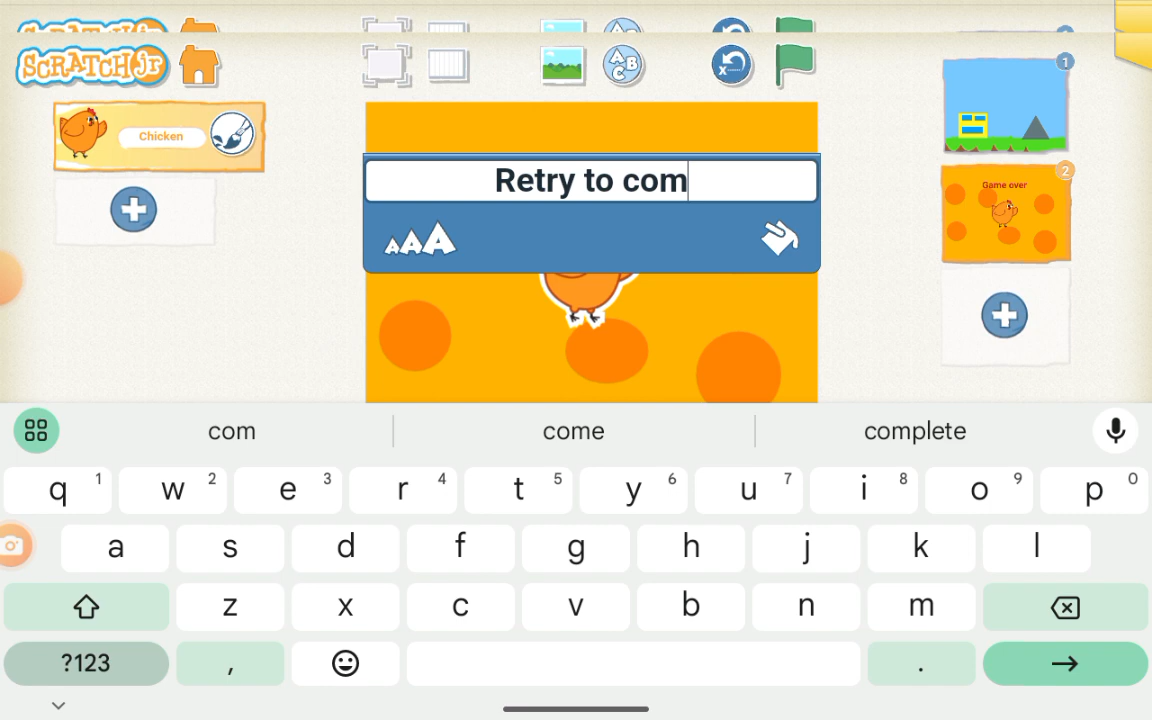 SCRATCHJr
A
B
C
x
1
Chicken
2
Game over
Retry to com
A A A
com come complete
q 1 w 2 e 3 r 4 t 5 y 6 u 7 i 8 o 9 p 0
a s d f g h j k l
z x c v b n m
?123 , .